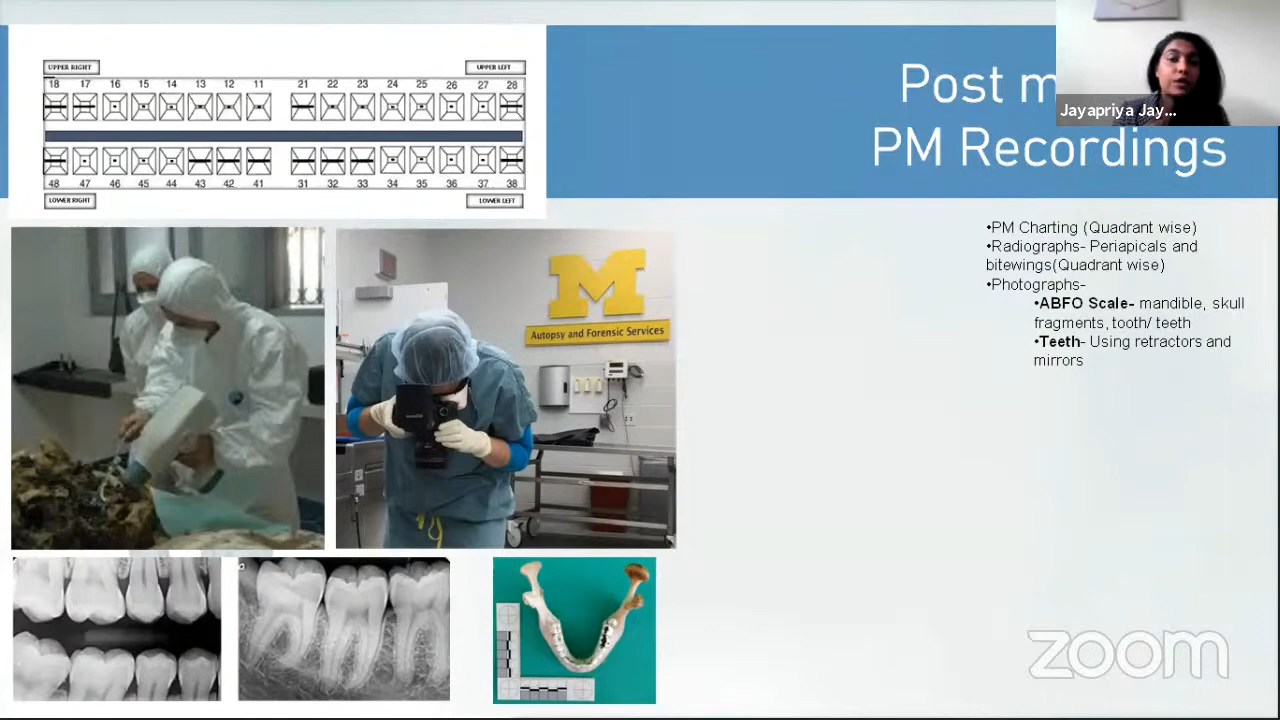 UPPER RIGHT
UPPER LEFT
18 17 16 15 14 13 12 11 21 22 23 24 25 26 27 28
48 47 46 45 44 43 42 41 31 32 33 34 35 36 37 38
LOWER RIGHT
LOWER LEFT
Post m
PM Recordings
Jayapriya Jay...
•PM Charting (Quadrant wise)
•Radiographs- Periapicals and
bitewings(Quadrant wise)
•Photographs-
•ABFO Scale- mandible, skull
fragments, tooth/ teeth
•Teeth- Using retractors and
mirrors
M
Autopsy and Forensic Services
zoom